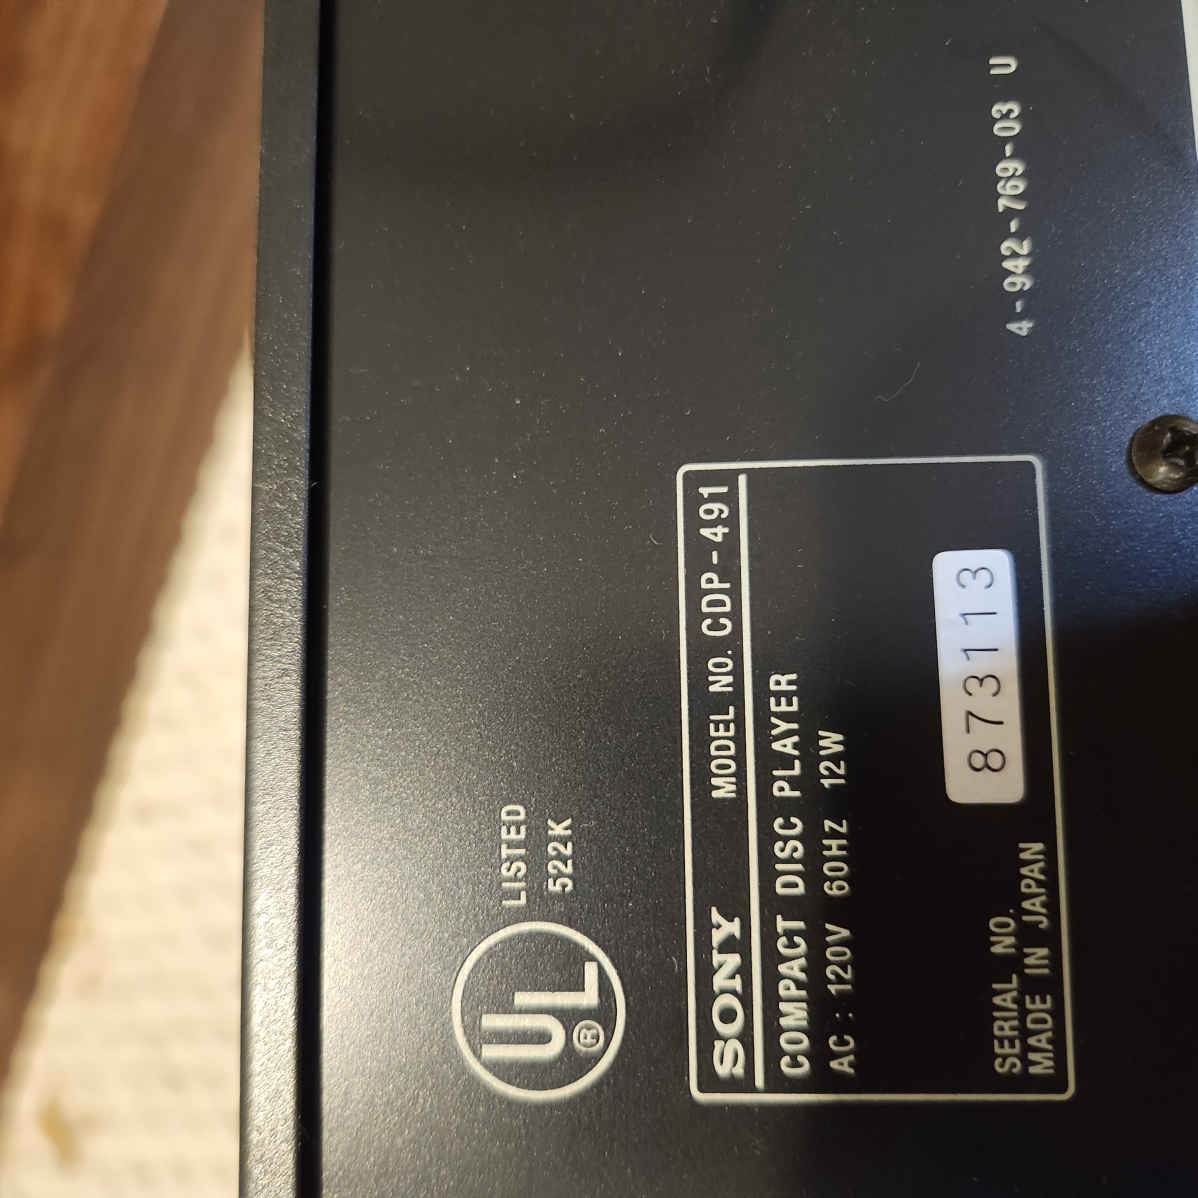 LISTED
522K
UL®
SONY MODEL NO. CDP-491
COMPACT DISC PLAYER
AC : 120V 60HZ 12W
873113
SERIAL NO.
MADE IN JAPAN
4-942-769-03 U